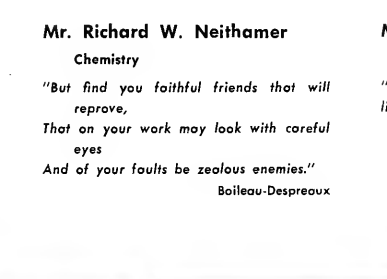 Mr. Richard W. Neithamer
Chemistry
"But find you faithful friends that will
reprove,
That on your work may look with careful
eyes
And of your faults be zealous enemies."
Boileau-Despreaux